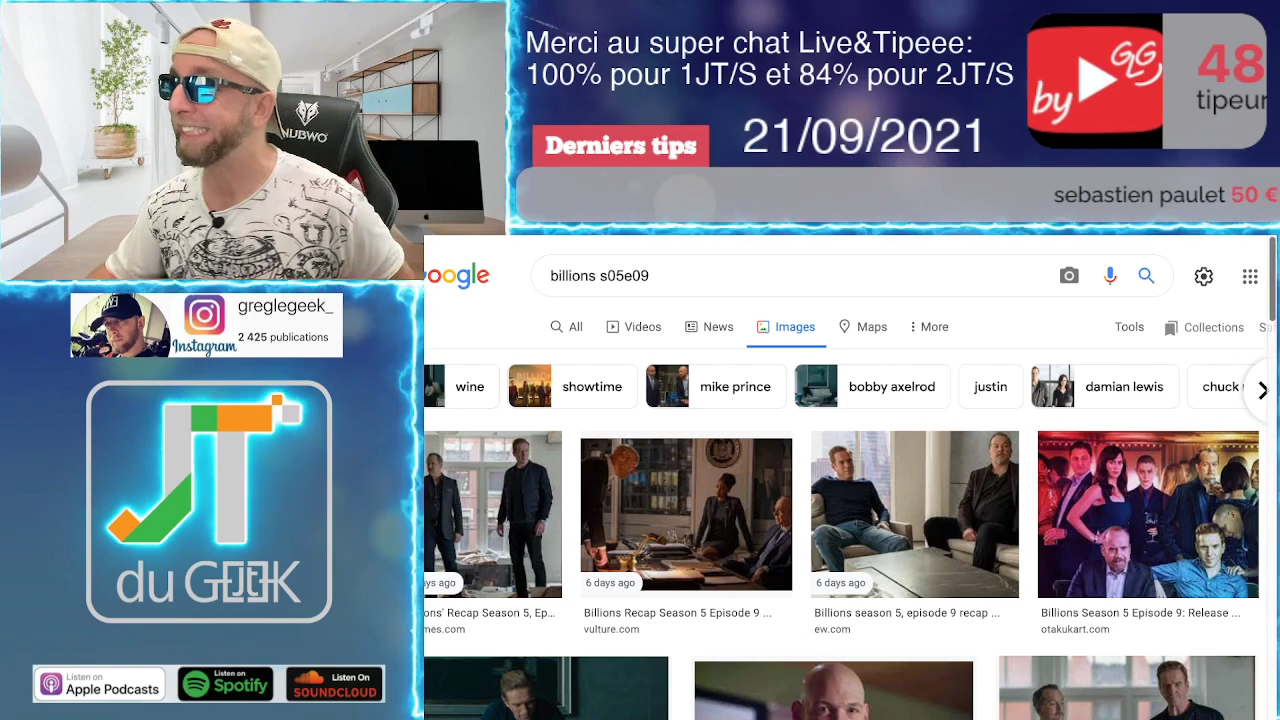 NUBWO
Merci au super chat Live&Tipeee:
100% pour 1JT/S et 84% pour 2JT/S
Derniers tips
21/09/2021
by
GG
48
tipeur
sebastien paulet 50 €
greglegeek_
2 425 publications
Instagram
JT
du GEEK
Listen on
Apple Podcasts
Listen on
Spotify
Listen On
SOUNDCLOUD
oogle
billions s05e09
All
Videos
News
Images
Maps
More
Tools
Collections
wine
showtime
mike prince
bobby axelrod
justin
damian lewis
chuck
ays ago
6 days ago
6 days ago
ons' Recap Season 5, Ep...
mes.com
Billions Recap Season 5 Episode 9 ...
vulture.com
Billions season 5, episode 9 recap ...
ew.com
Billions Season 5 Episode 9: Release ...
otakukart.com